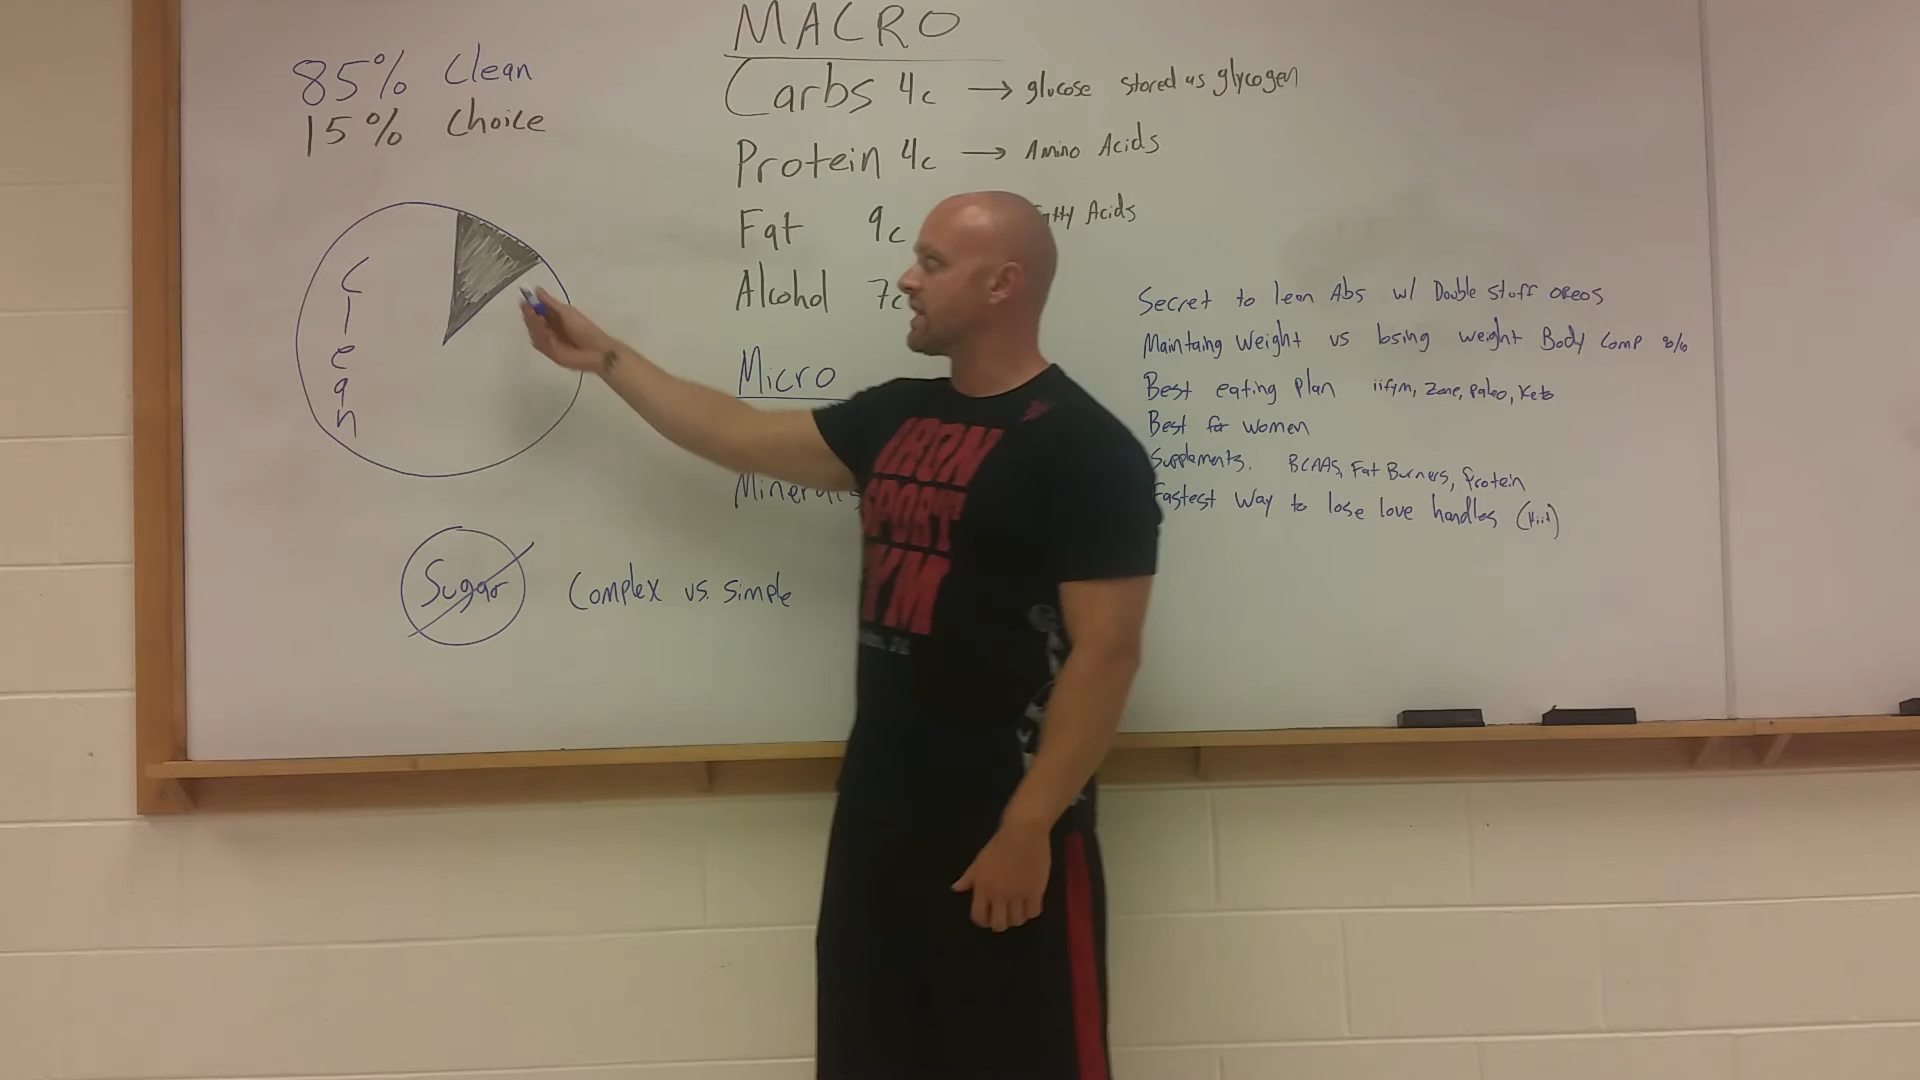 85% Clean
15% Choice
Clean
Sugar
Complex vs. simple
MACRO
Carbs 4c → glucose stored as glycogen
Protein 4c → Amino Acids
Fat 9c Fatty Acids
Alcohol 7c
Micro
Minerals
Secret to lean Abs w/ Double stuff oreos
Maintaing Weight vs losing weight Body Comp %
Best eating plan iifym, Zone, Paleo, Keto
Best for women
Supplements. BCAAS, Fat Burners, Protein
Fastest way to lose love handles (Hiit)
IRON
SPORT
GYM